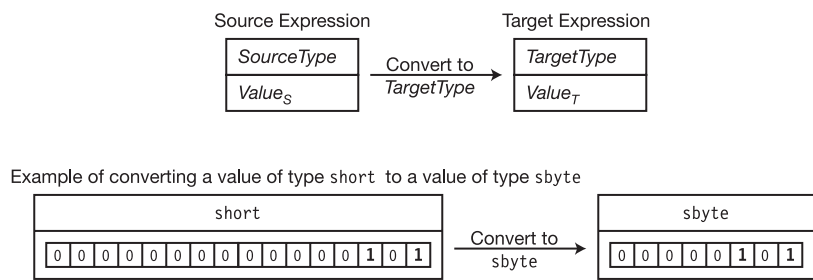 Source Expression
Target Expression
SourceType
Convert to
TargetType
TargetType
ValueS
ValueT
Example of converting a value of type short to a value of type sbyte
short
sbyte
0 0 0 0 0 0 0 0 0 0 0 0 0 1 0 1
Convert to
sbyte
0 0 0 0 0 1 0 1